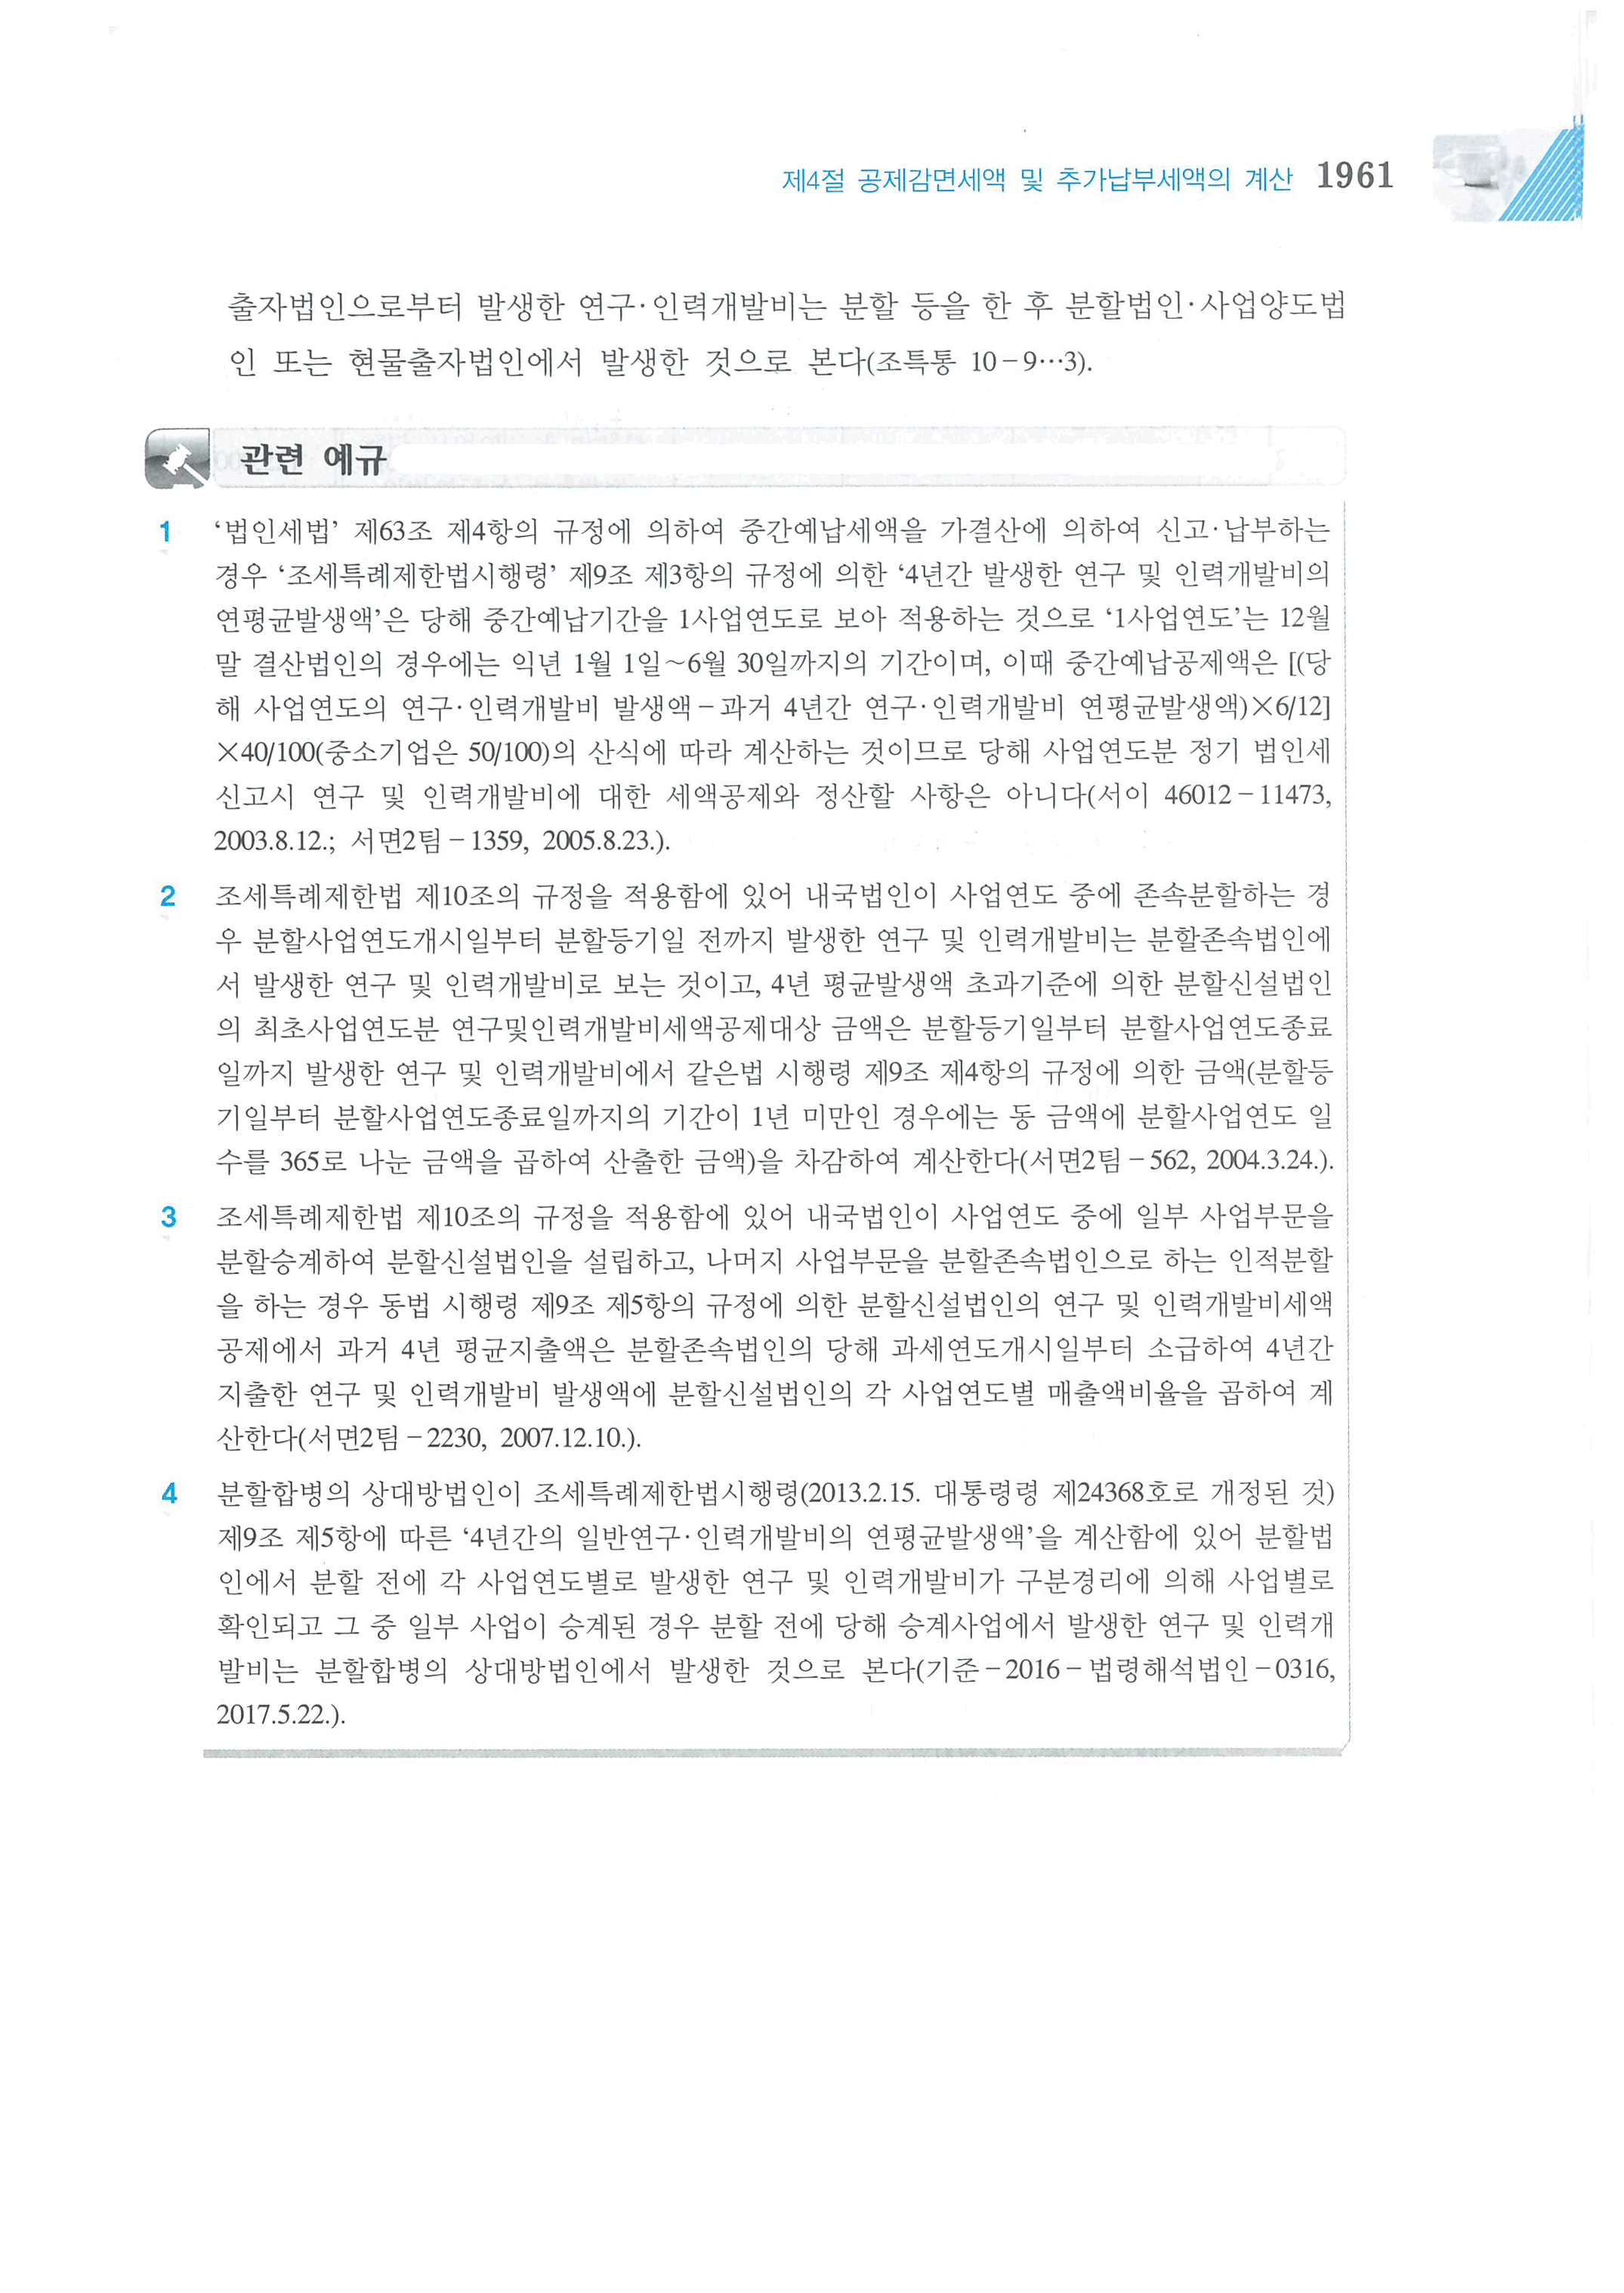 제4절 공제감면세액 및 추가납부세액의 계산 1961
출자법인으로부터 발생한 연구·인력개발비는 분할 등을 한 후 분할법인·사업양도법
인 또는 현물출자법인에서 발생한 것으로 본다(조특통 10-9…3).
관련 예규
1 ‘법인세법’ 제63조 제4항의 규정에 의하여 중간예납세액을 가결산에 의하여 신고·납부하는
경우 ‘조세특례제한법시행령’ 제9조 제3항의 규정에 의한 ‘4년간 발생한 연구 및 인력개발비의
연평균발생액’은 당해 중간예납기간을 1사업연도로 보아 적용하는 것으로 ‘1사업연도’는 12월
말 결산법인의 경우에는 익년 1월 1일~6월 30일까지의 기간이며, 이때 중간예납공제액은 [(당
해 사업연도의 연구·인력개발비 발생액-과거 4년간 연구·인력개발비 연평균발생액)×6/12]
×40/100(중소기업은 50/100)의 산식에 따라 계산하는 것이므로 당해 사업연도분 정기 법인세
신고시 연구 및 인력개발비에 대한 세액공제와 정산할 사항은 아니다(서이 46012-11473,
2003.8.12.; 서면2팀-1359, 2005.8.23.).
2 조세특례제한법 제10조의 규정을 적용함에 있어 내국법인이 사업연도 중에 존속분할하는 경
우 분할사업연도개시일부터 분할등기일 전까지 발생한 연구 및 인력개발비는 분할존속법인에
서 발생한 연구 및 인력개발비로 보는 것이고, 4년 평균발생액 초과기준에 의한 분할신설법인
의 최초사업연도분 연구및인력개발비세액공제대상 금액은 분할등기일부터 분할사업연도종료
일까지 발생한 연구 및 인력개발비에서 같은법 시행령 제9조 제4항의 규정에 의한 금액(분할등
기일부터 분할사업연도종료일까지의 기간이 1년 미만인 경우에는 동 금액에 분할사업연도 일
수를 365로 나눈 금액을 곱하여 산출한 금액)을 차감하여 계산한다(서면2팀-562, 2004.3.24.).
3 조세특례제한법 제10조의 규정을 적용함에 있어 내국법인이 사업연도 중에 일부 사업부문을
분할승계하여 분할신설법인을 설립하고, 나머지 사업부문을 분할존속법인으로 하는 인적분할
을 하는 경우 동법 시행령 제9조 제5항의 규정에 의한 분할신설법인의 연구 및 인력개발비세액
공제에서 과거 4년 평균지출액은 분할존속법인의 당해 과세연도개시일부터 소급하여 4년간
지출한 연구 및 인력개발비 발생액에 분할신설법인의 각 사업연도별 매출액비율을 곱하여 계
산한다(서면2팀-2230, 2007.12.10.).
4 분할합병의 상대방법인이 조세특례제한법시행령(2013.2.15. 대통령령 제24368호로 개정된 것)
제9조 제5항에 따른 ‘4년간의 일반연구·인력개발비의 연평균발생액’을 계산함에 있어 분할법
인에서 분할 전에 각 사업연도별로 발생한 연구 및 인력개발비가 구분경리에 의해 사업별로
확인되고 그 중 일부 사업이 승계된 경우 분할 전에 당해 승계사업에서 발생한 연구 및 인력개
발비는 분할합병의 상대방법인에서 발생한 것으로 본다(기준-2016-법령해석법인-0316,
2017.5.22.).